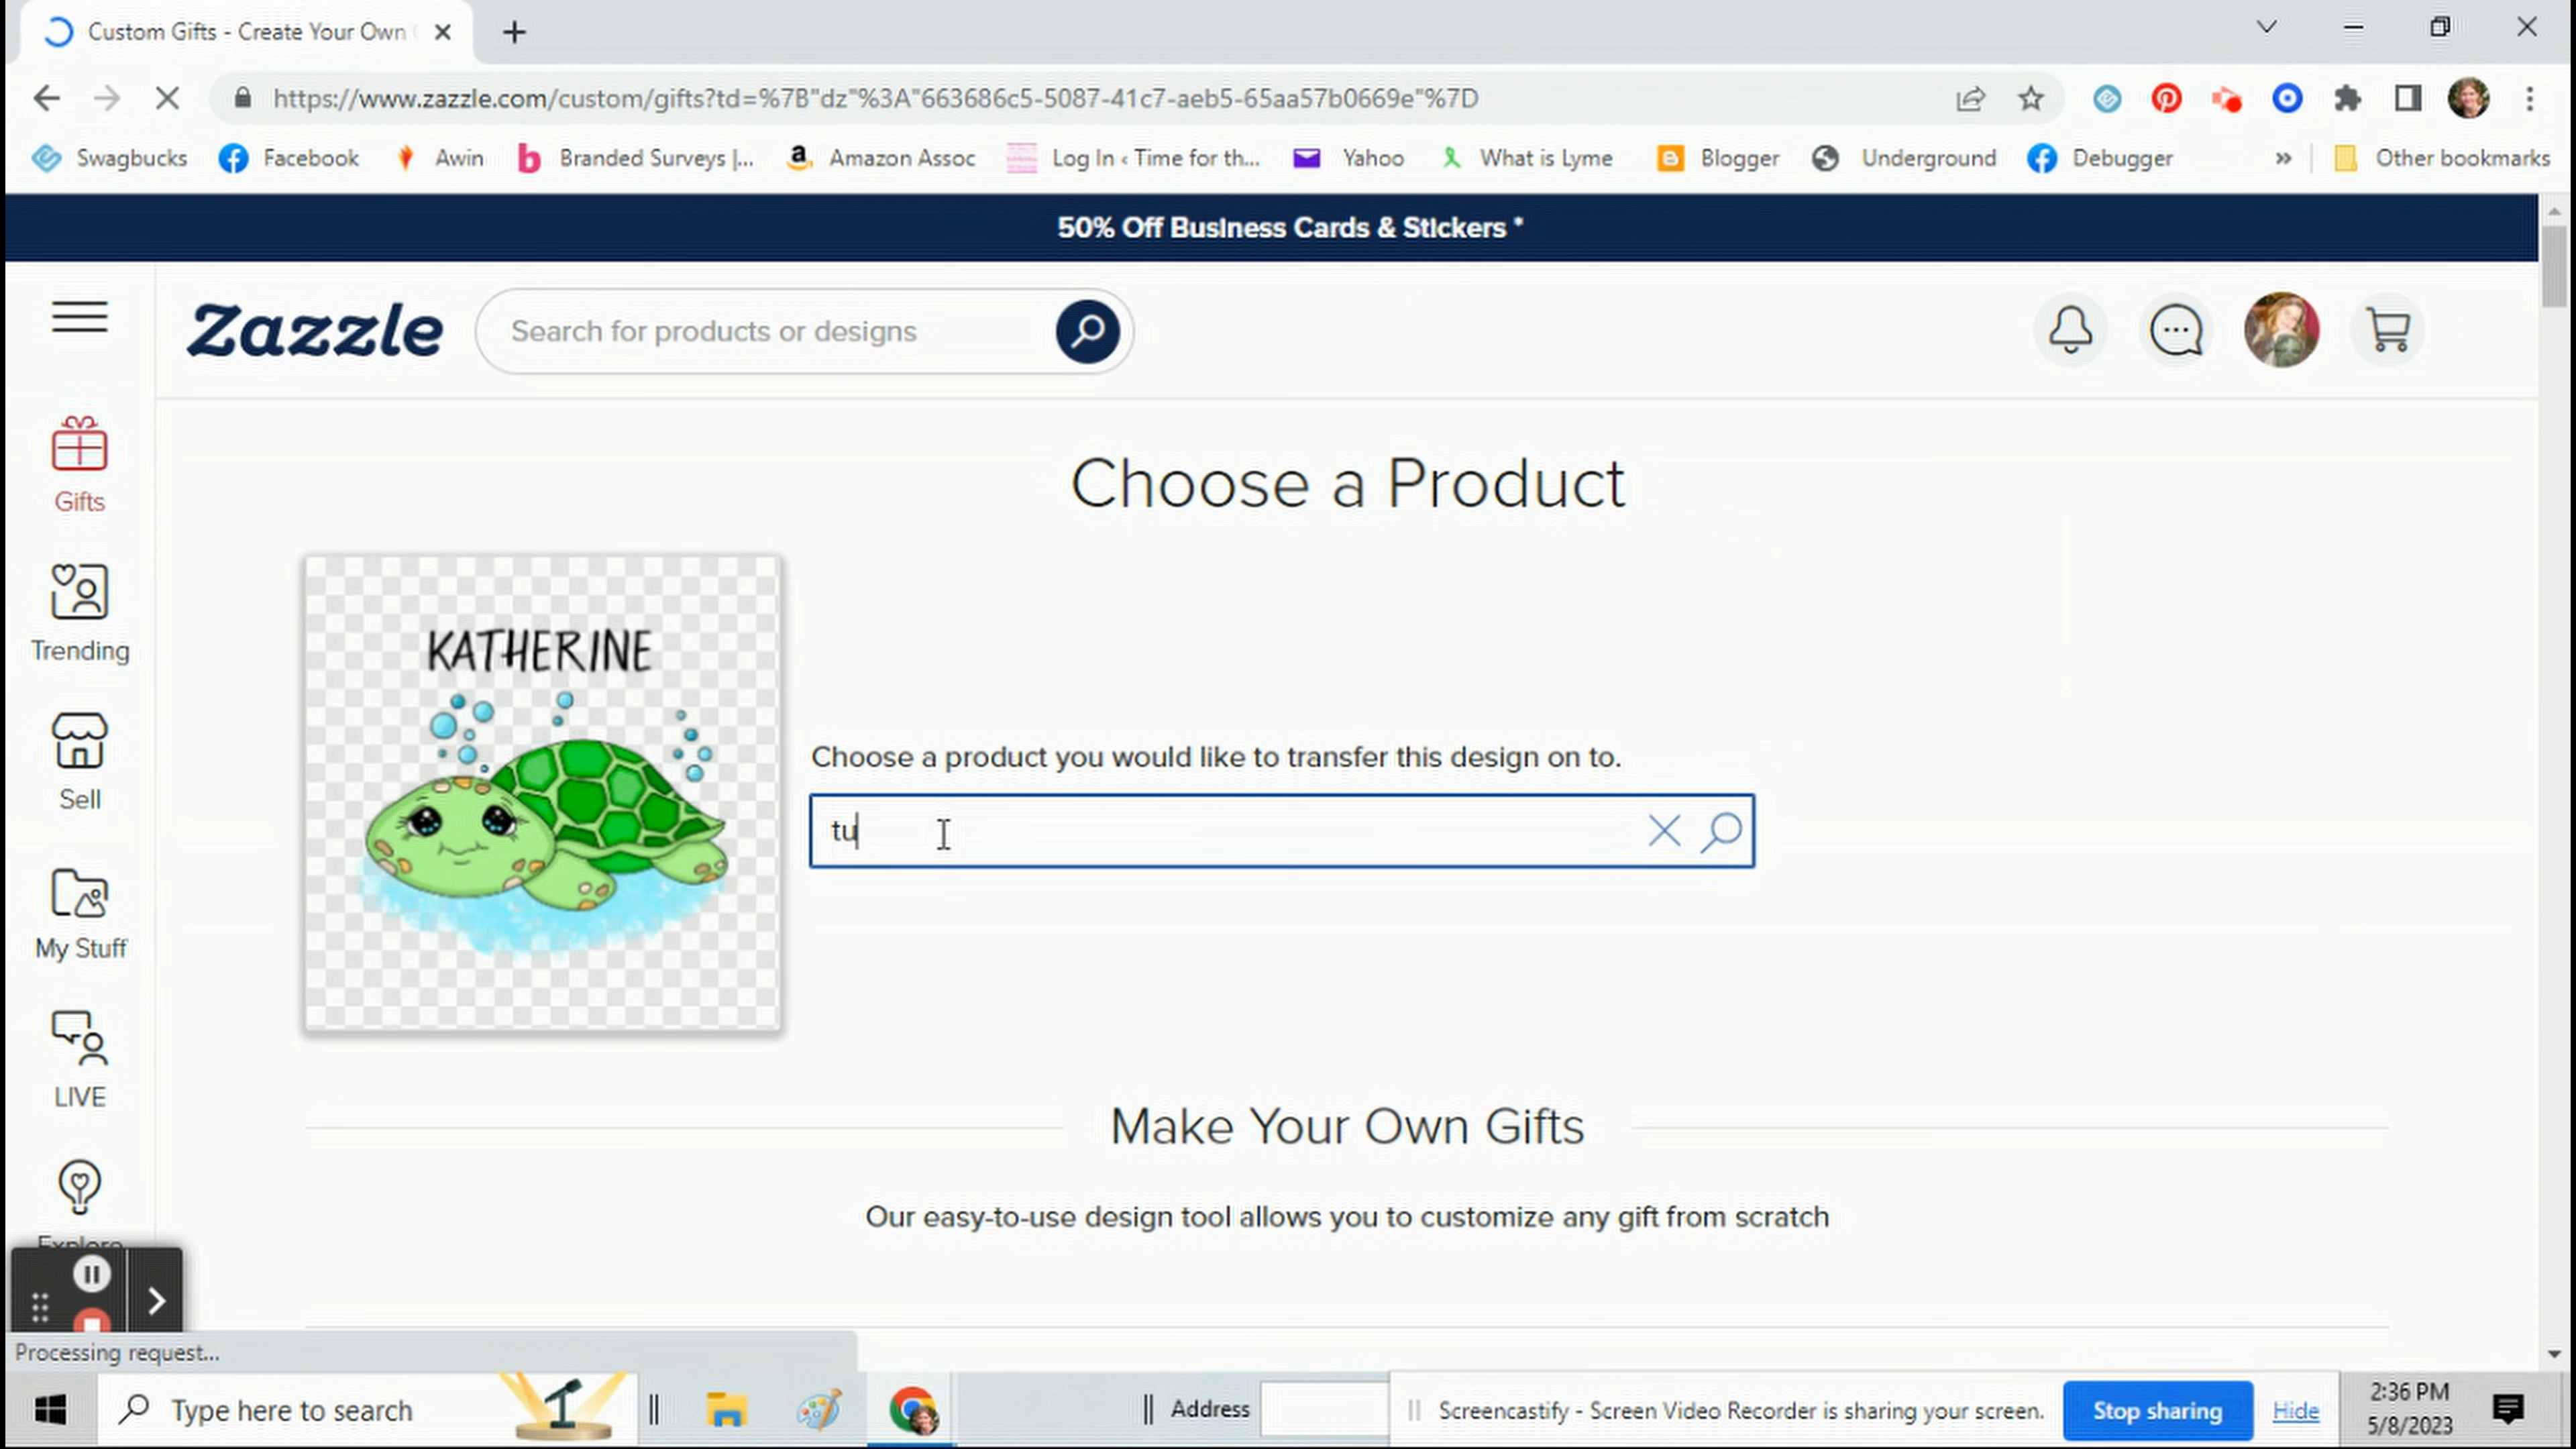 Custom Gifts - Create Your Own
https://www.zazzle.com/custom/gifts?td=%7B"dz"%3A"663686c5-5087-41c7-aeb5-65aa57b0669e"%7D
Swagbucks Facebook Awin Branded Surveys |... Amazon Assoc Log In ‹ Time for th... Yahoo What is Lyme Blogger Underground Debugger » Other bookmarks
50% Off Business Cards & Stickers *
Zazzle Search for products or designs
Choose a Product
Gifts
Trending
Sell
My Stuff
LIVE
Explore
KATHERINE
Choose a product you would like to transfer this design on to.
tu
Make Your Own Gifts
Our easy-to-use design tool allows you to customize any gift from scratch
Processing request...
Type here to search Address Screencastify - Screen Video Recorder is sharing your screen. Stop sharing Hide 2:36 PM
5/8/2023